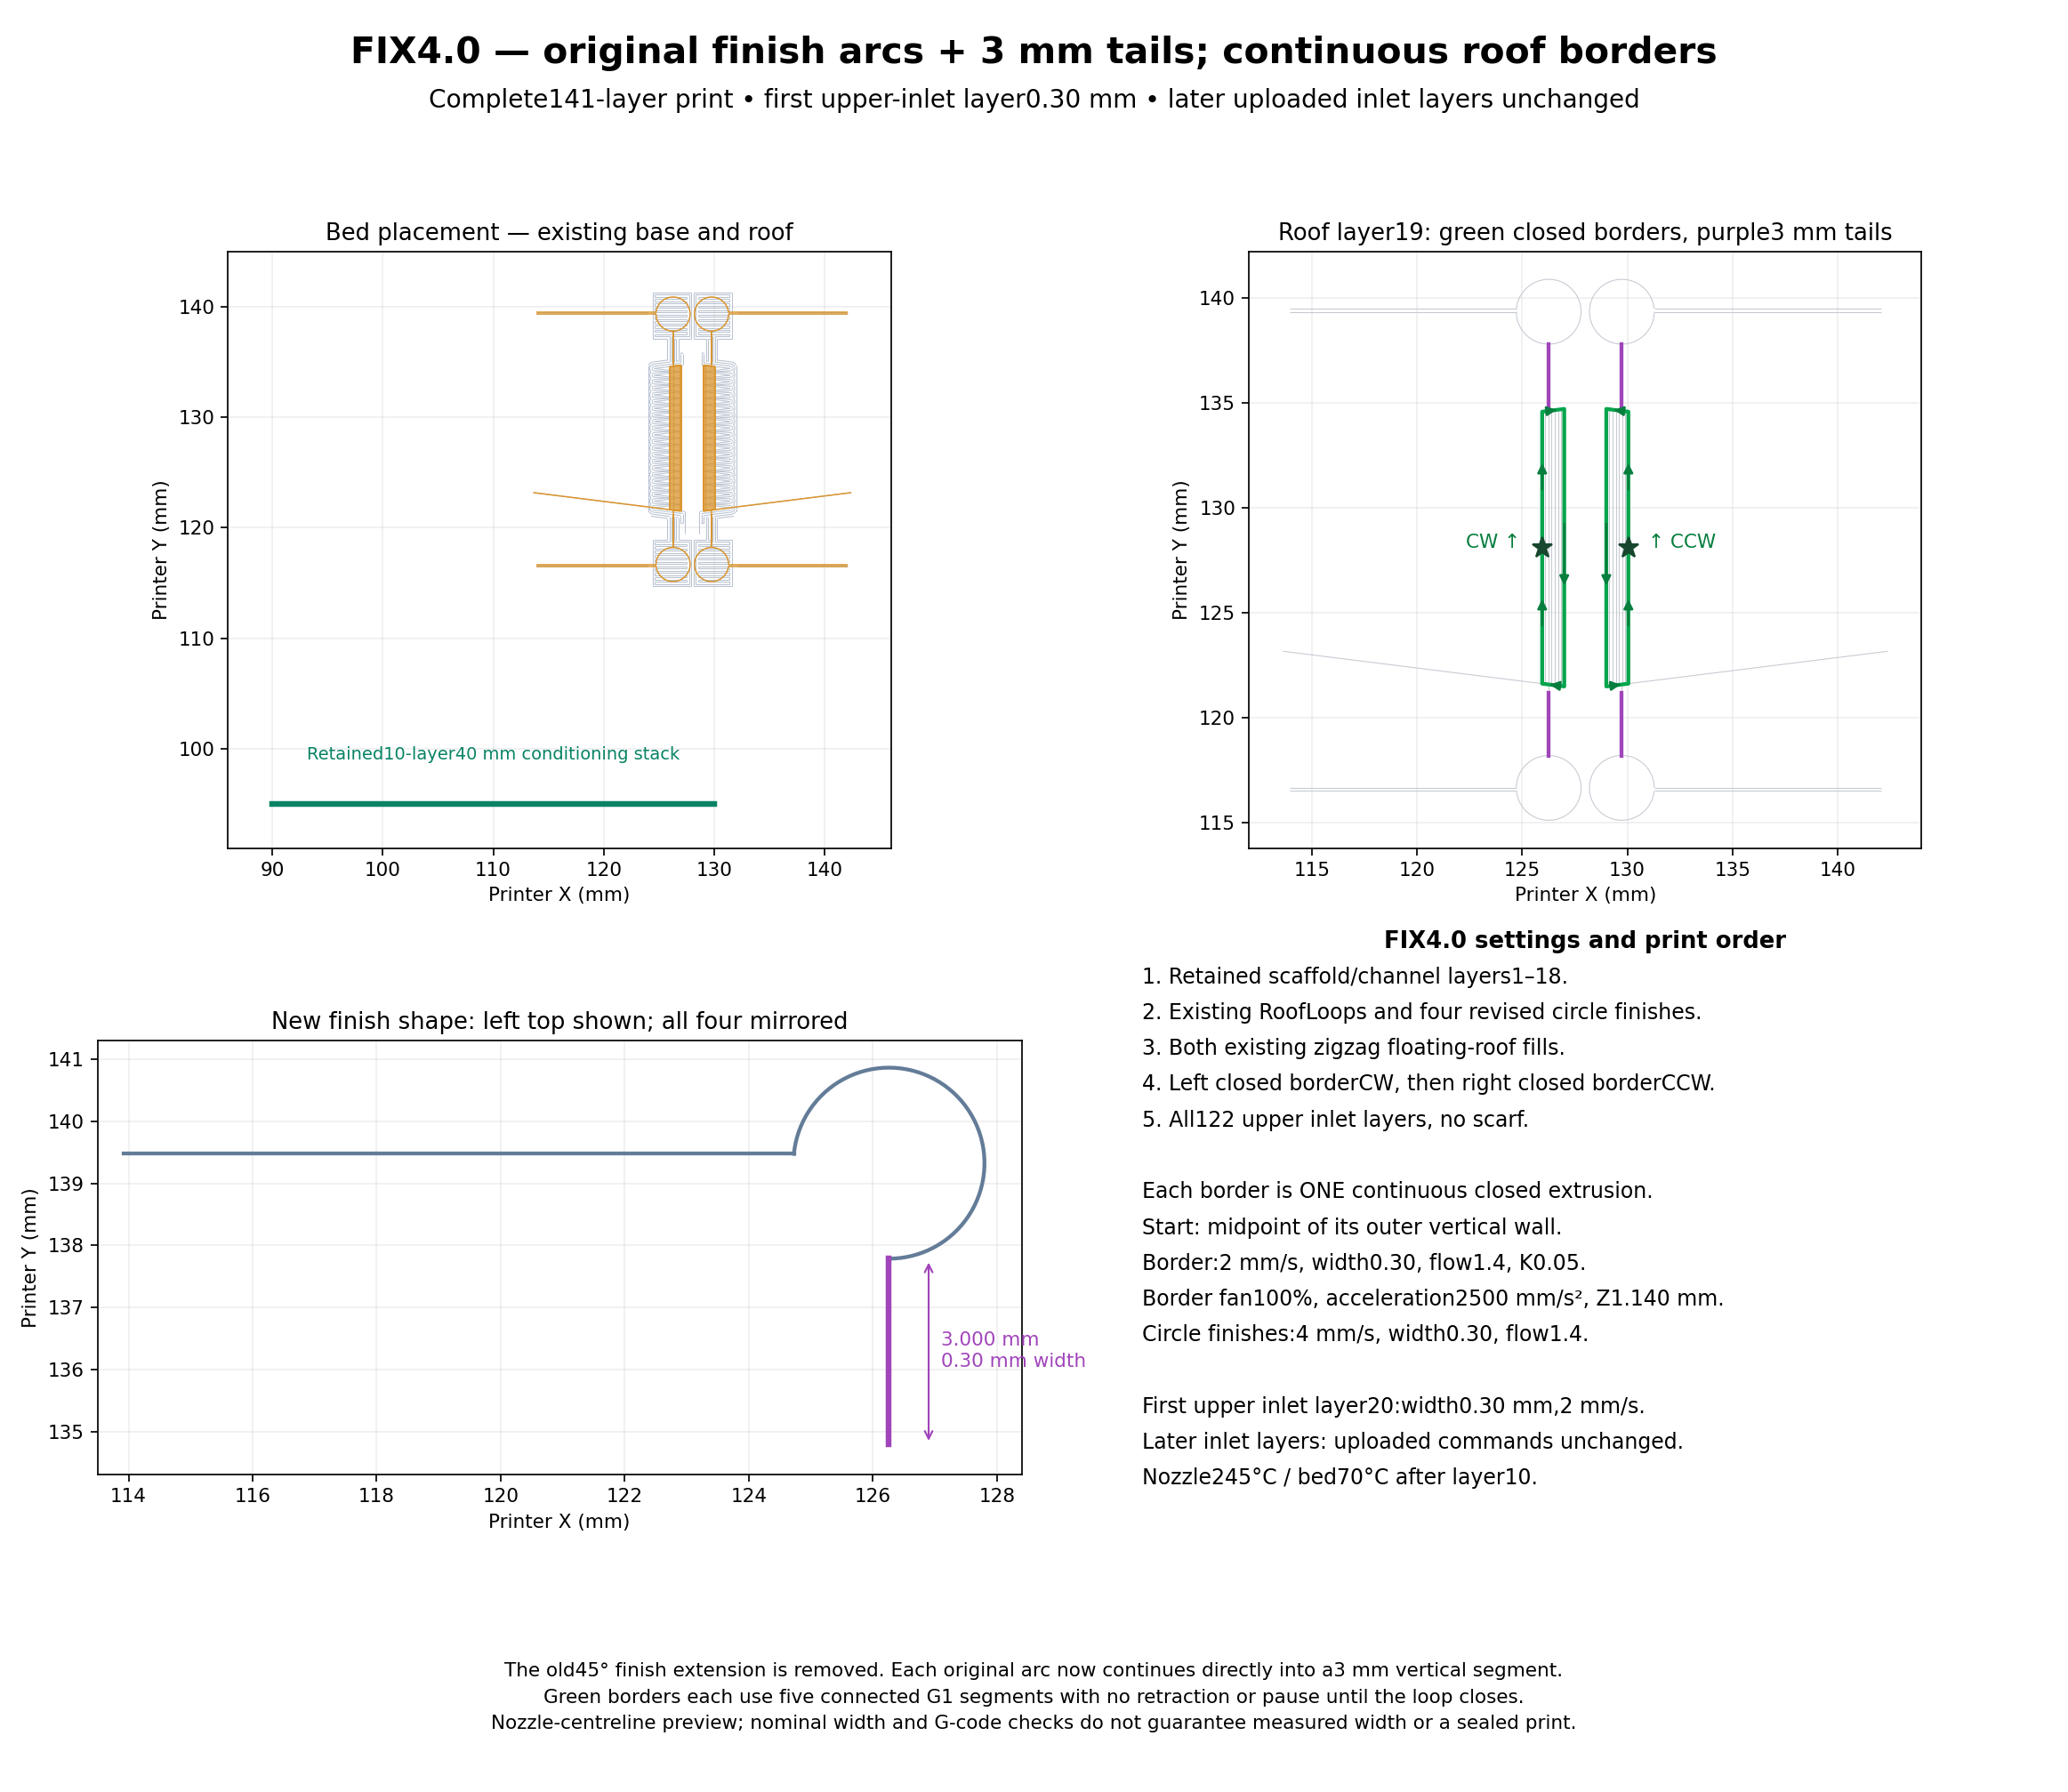 FIX4.0 — original finish arcs + 3 mm tails; continuous roof borders
Complete141-layer print • first upper-inlet layer0.30 mm • later uploaded inlet layers unchanged
Bed placement — existing base and roof
140
130
120
110
100
Printer Y (mm)
Retained10-layer40 mm conditioning stack
90
100
110
120
130
140
Printer X (mm)
Roof layer19: green closed borders, purple3 mm tails
140
135
130
125
120
115
Printer Y (mm)
CW ↑
↑ CCW
115
120
125
130
135
140
Printer X (mm)
New finish shape: left top shown; all four mirrored
141
140
139
138
137
136
135
Printer Y (mm)
3.000 mm
0.30 mm width
114
116
118
120
122
124
126
128
Printer X (mm)
FIX4.0 settings and print order
1. Retained scaffold/channel layers1–18.
2. Existing RoofLoops and four revised circle finishes.
3. Both existing zigzag floating-roof fills.
4. Left closed borderCW, then right closed borderCCW.
5. All122 upper inlet layers, no scarf.
Each border is ONE continuous closed extrusion.
Start: midpoint of its outer vertical wall.
Border:2 mm/s, width0.30, flow1.4, K0.05.
Border fan100%, acceleration2500 mm/s², Z1.140 mm.
Circle finishes:4 mm/s, width0.30, flow1.4.
First upper inlet layer20:width0.30 mm,2 mm/s.
Later inlet layers: uploaded commands unchanged.
Nozzle245°C / bed70°C after layer10.
The old45° finish extension is removed. Each original arc now continues directly into a3 mm vertical segment.
Green borders each use five connected G1 segments with no retraction or pause until the loop closes.
Nozzle-centreline preview; nominal width and G-code checks do not guarantee measured width or a sealed print.